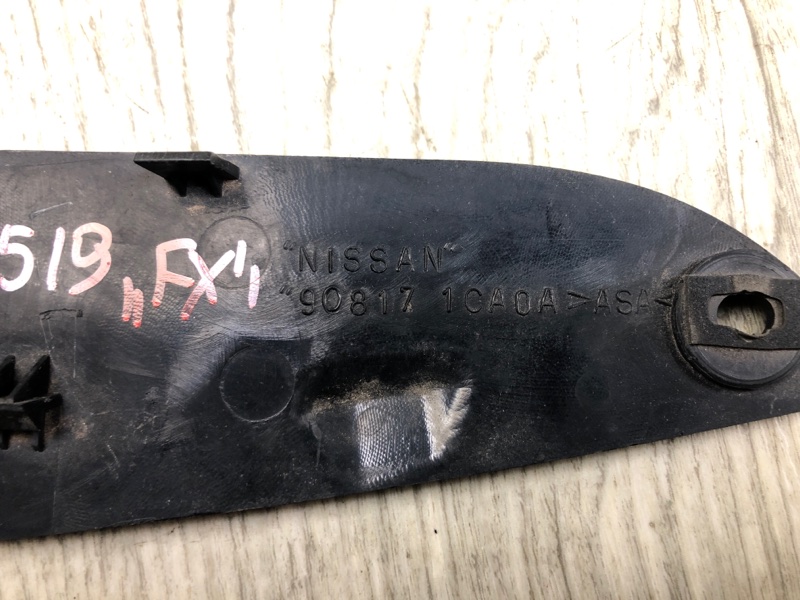 519 „FX"
"NISSAN"
"90817 1CA0A >ASA<